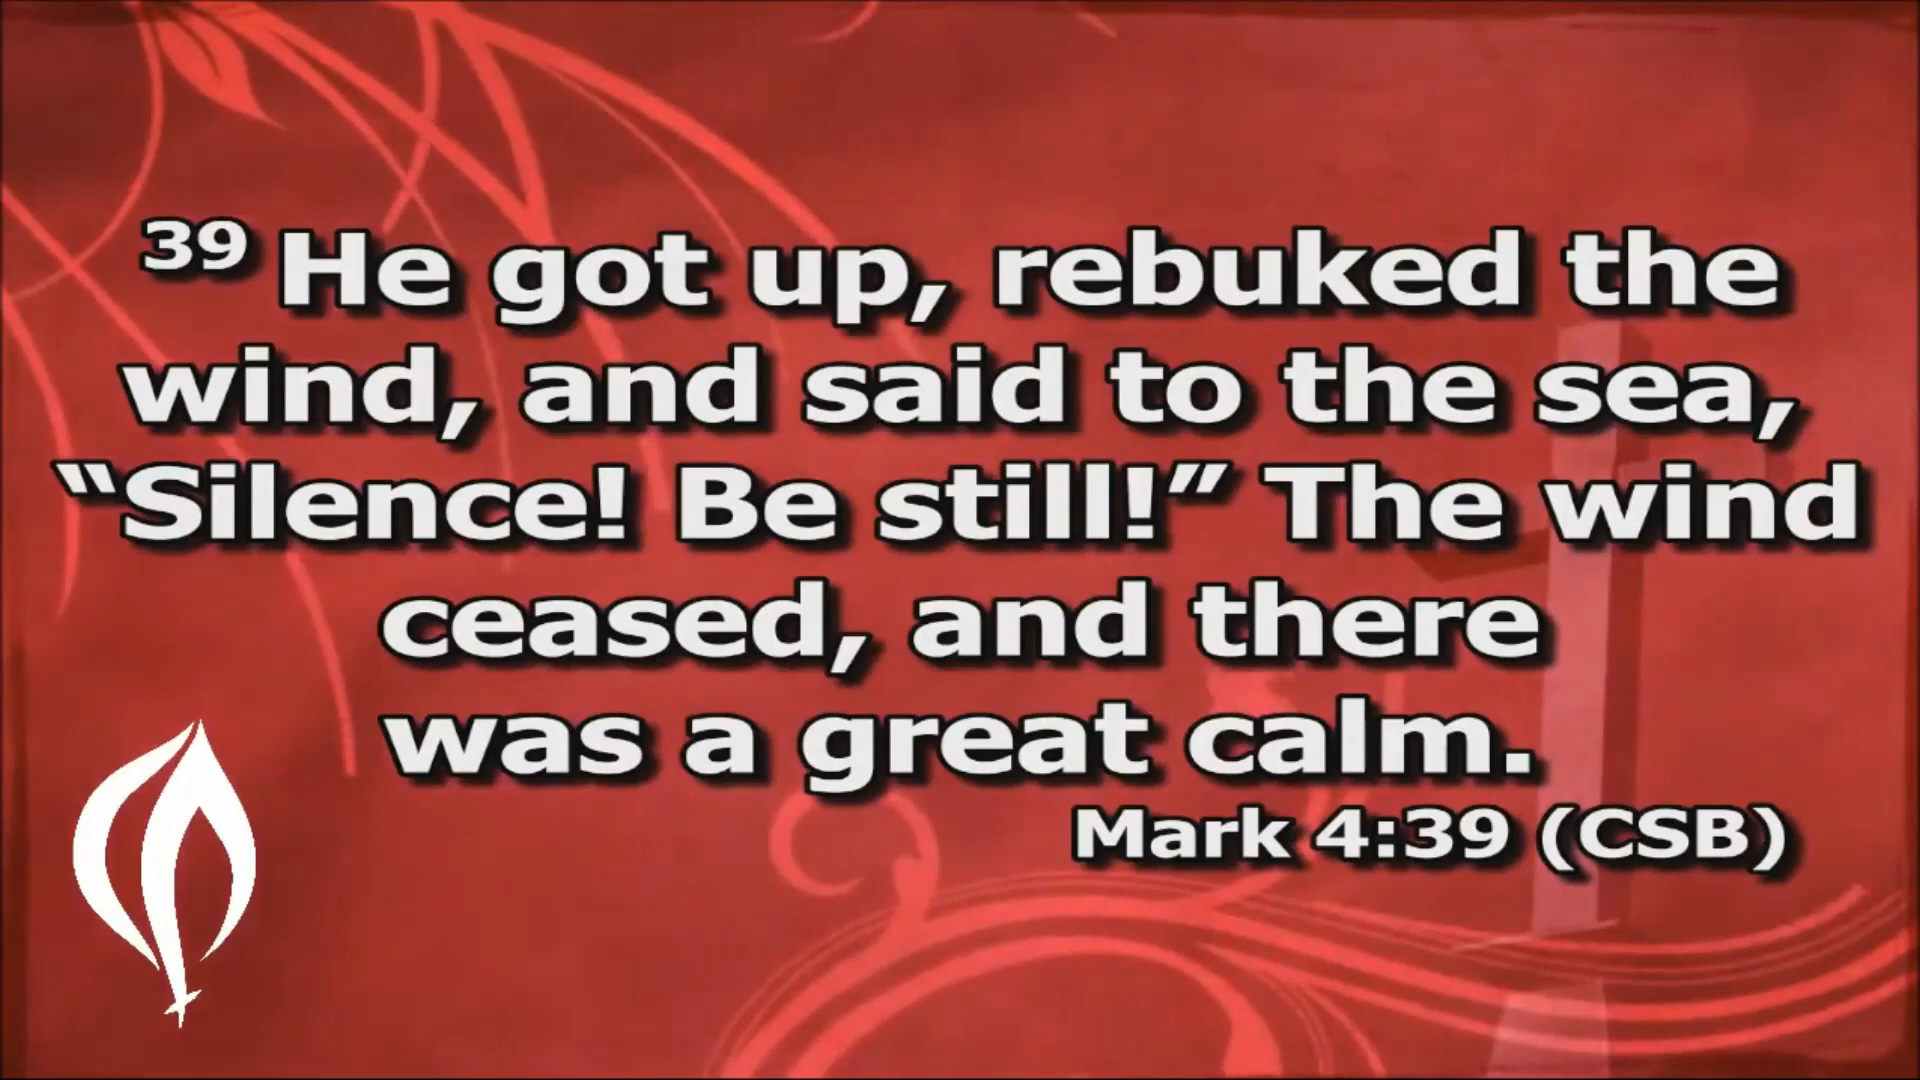 39 He got up, rebuked the
wind, and said to the sea,
“Silence! Be still!” The wind
ceased, and there
was a great calm.
Mark 4:39 (CSB)